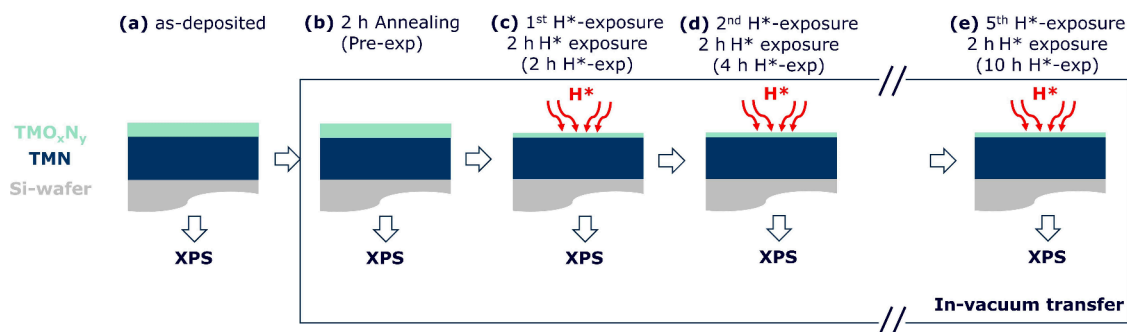 (a) as-deposited
(b) 2 h Annealing
(Pre-exp)
(c) 1st H*-exposure
2 h H* exposure
(2 h H*-exp)
(d) 2nd H*-exposure
2 h H* exposure
(4 h H*-exp)
(e) 5th H*-exposure
2 h H* exposure
(10 h H*-exp)
H*
H*
H*
TMOxNy
TMN
Si-wafer
XPS
XPS
XPS
XPS
XPS
In-vacuum transfer